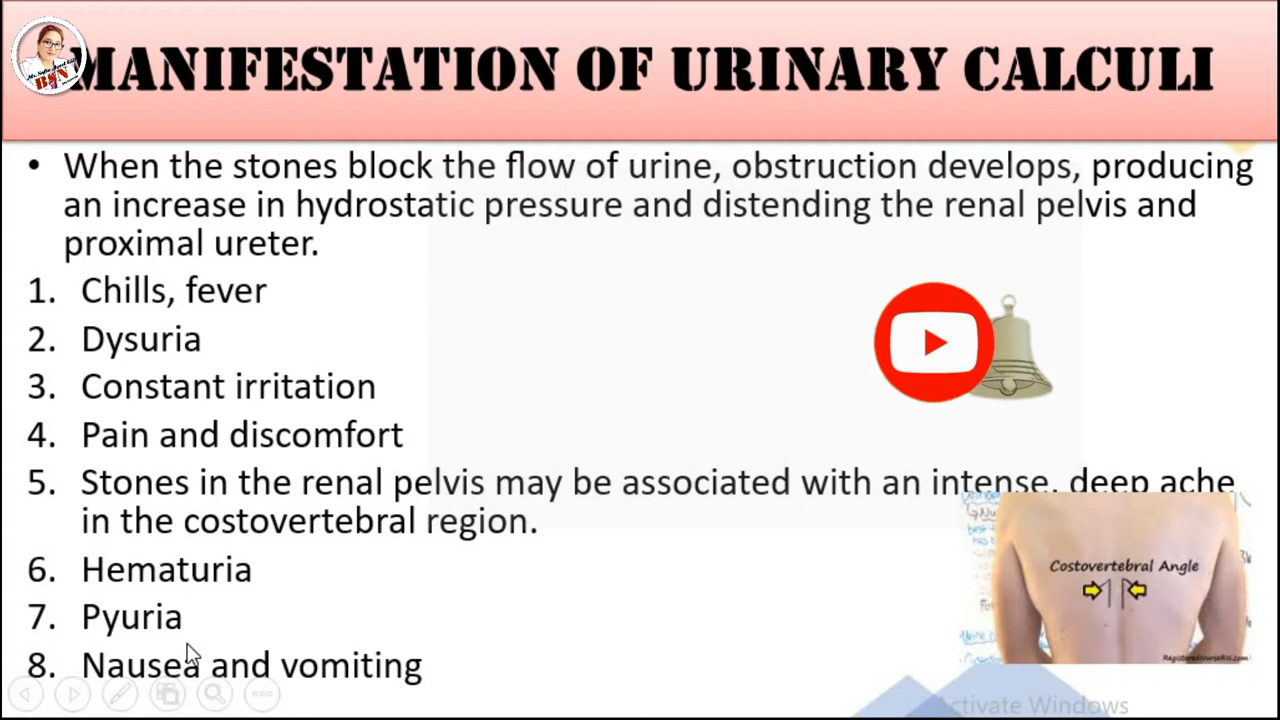 MANIFESTATION OF URINARY CALCULI
BSN
• When the stones block the flow of urine, obstruction develops, producing
an increase in hydrostatic pressure and distending the renal pelvis and
proximal ureter.
1. Chills, fever
2. Dysuria
3. Constant irritation
4. Pain and discomfort
5. Stones in the renal pelvis may be associated with an intense, deep ache
in the costovertebral region.
6. Hematuria
7. Pyuria
8. Nausea and vomiting
Costovertebral Angle
RegisteredNurseRN.com
Activate Windows